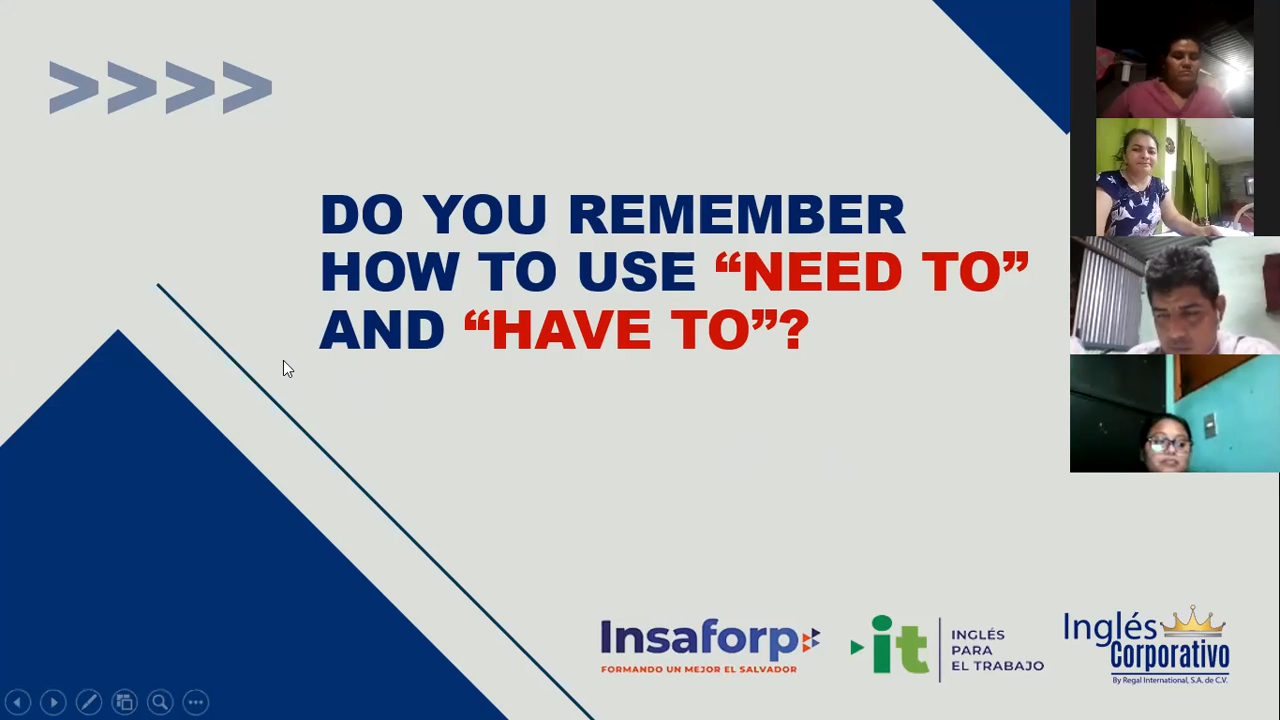 >>>>
DO YOU REMEMBER
HOW TO USE “NEED TO”
AND “HAVE TO”?
Insaforp
FORMANDO UN MEJOR EL SALVADOR
it
INGLÉS
PARA
EL TRABAJO
Inglés
Corporativo
By Regal International, S.A. de C.V.